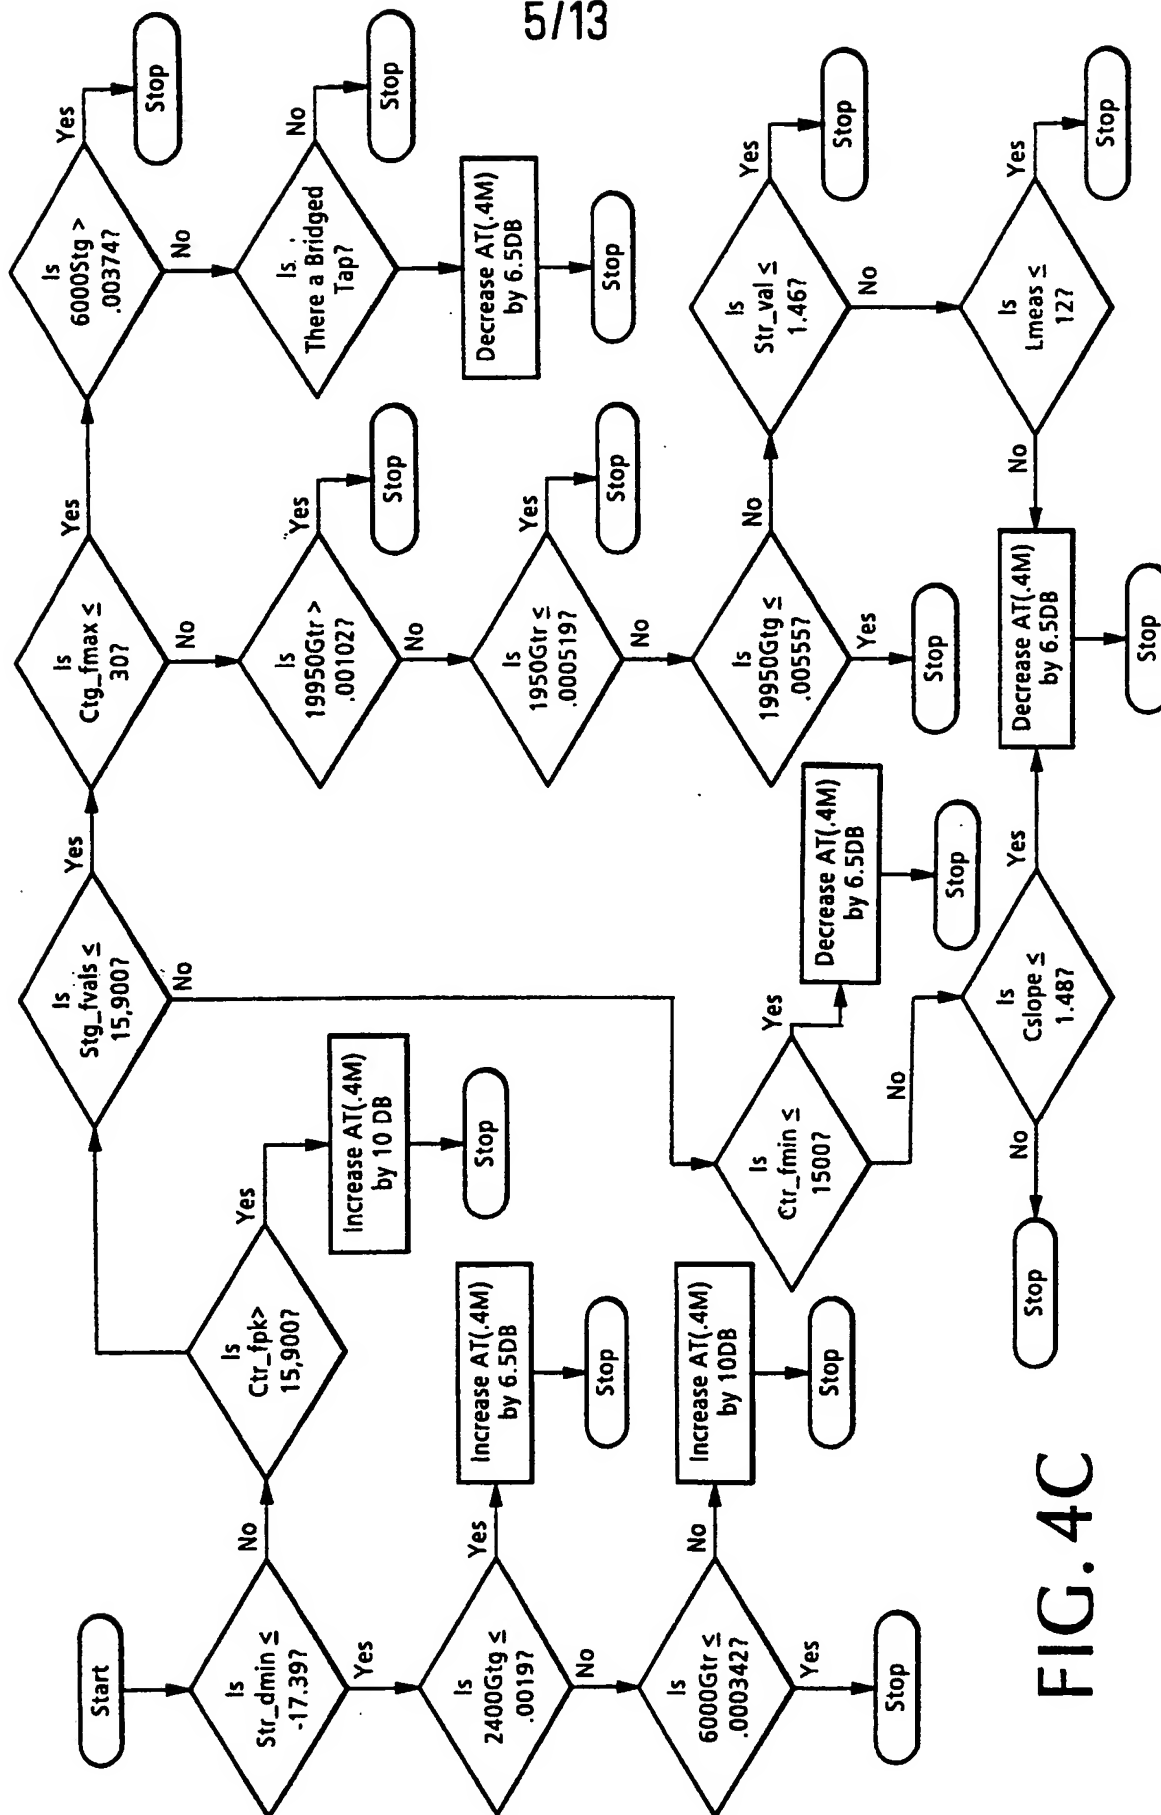 5/13
Start
Is
Str_dmin ≤
-17.39?
No
Yes
Is
2400Gtg ≤
.0019?
Yes
Increase AT(.4M)
by 6.5DB
Stop
No
Is
6000Gtr ≤
.000342?
No
Increase AT(.4M)
by 10DB
Stop
Yes
Stop
Is
Ctr_fpk>
15,900?
Yes
Increase AT(.4M)
by 10 DB
Stop
Is
Stg_fvals ≤
15,900?
Yes
No
Is
Ctg_fmax ≤
30?
Yes
No
Is
6000Stg >
.00374?
Yes
Stop
No
Is
There a Bridged
Tap?
No
Stop
Decrease AT(.4M)
by 6.5DB
Stop
Is
19950Gtr >
.00102?
Yes
Stop
No
Is
1950Gtr ≤
.000519?
Yes
Stop
No
Is
19950Gtg ≤
.00555?
No
Yes
Stop
Is
Str_val ≤
1.46?
Yes
Stop
No
Is
Lmeas ≤
12?
Yes
Stop
No
Is
Ctr_fmin ≤
1500?
Yes
Decrease AT(.4M)
by 6.5DB
Stop
No
Is
Cslope ≤
1.48?
Yes
Decrease AT(.4M)
by 6.5DB
Stop
No
Stop
FIG. 4C